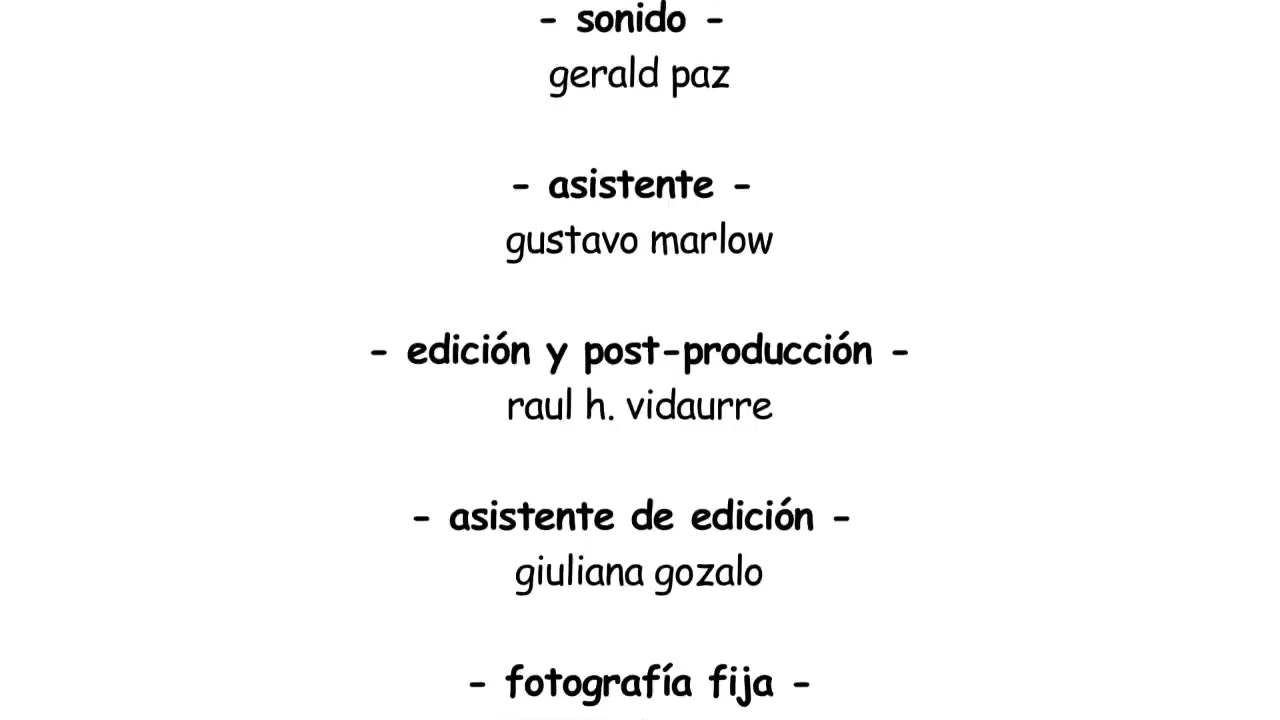 - sonido -
gerald paz
- asistente -
gustavo marlow
- edición y post-producción -
raul h. vidaurre
- asistente de edición -
giuliana gozalo
- fotografía fija -